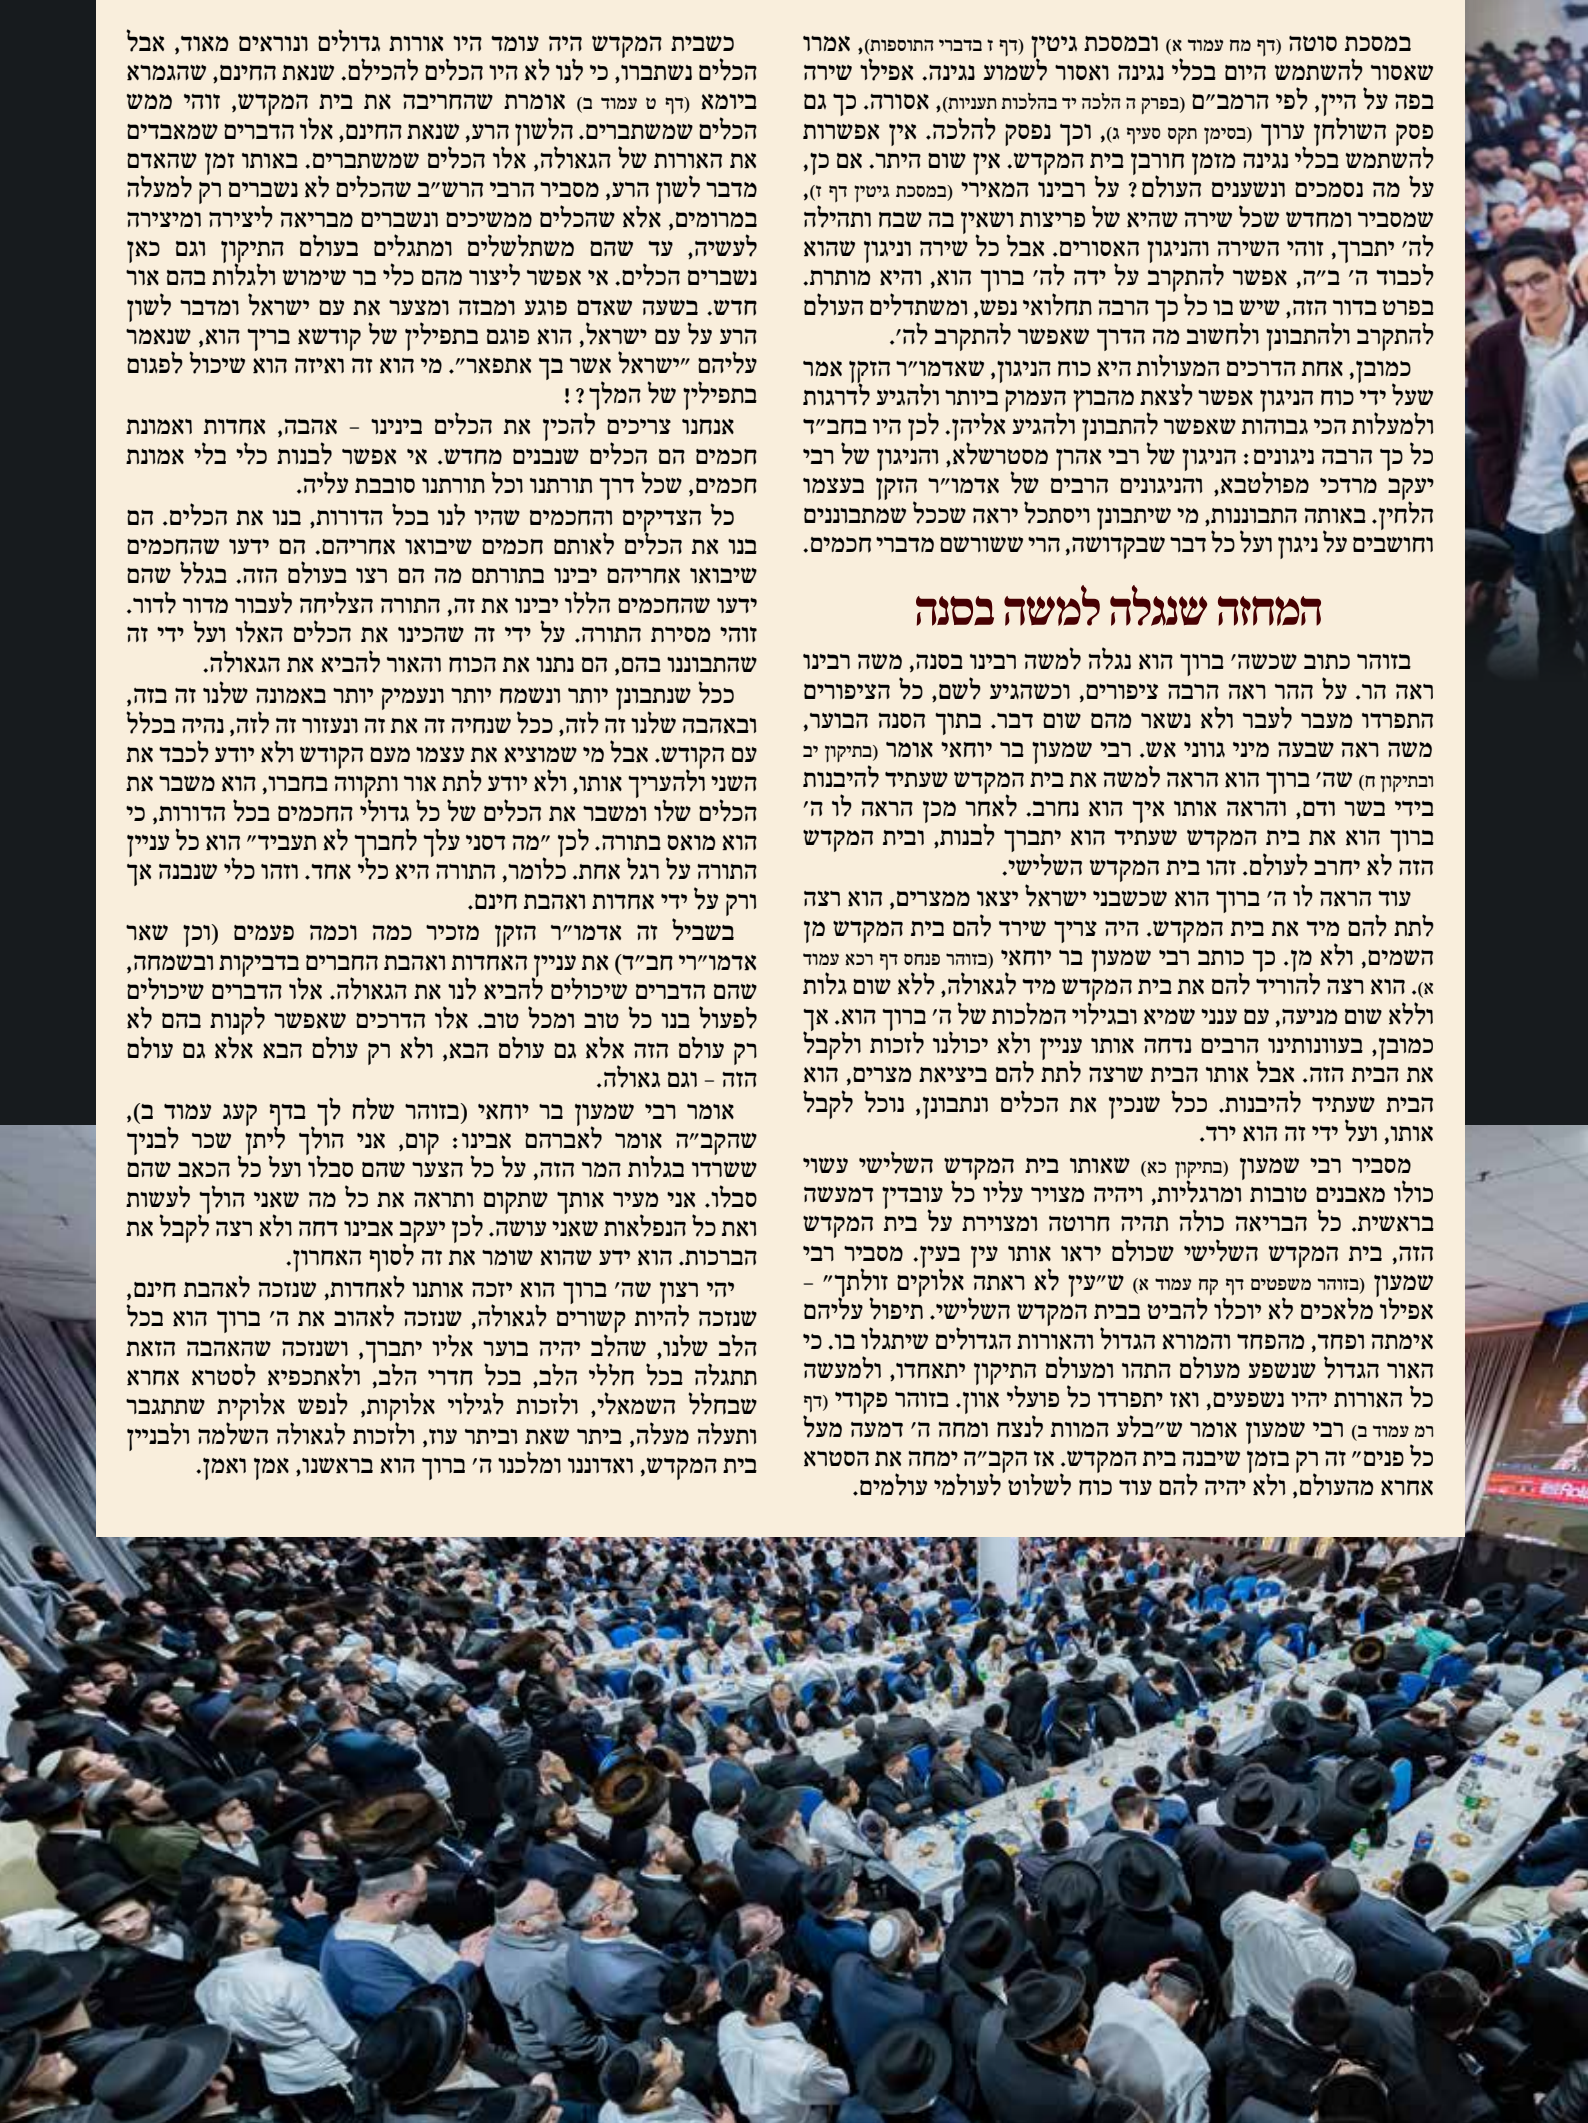 במסכת סוטה (דף מח עמוד א) ובמסכת גיטין (דף ז בדברי התוספות), אמרו
שאסור להשתמש היום בכלי נגינה ואסור לשמוע נגינה. אפילו שירה
בפה על היין, לפי הרמב״ם (בפרק ה הלכה יד בהלכות תעניות), אסורה. כך גם
פסק השולחן ערוך (בסימן תקס סעיף ג), וכך נפסק להלכה. אין אפשרות
להשתמש בכלי נגינה מזמן חורבן בית המקדש. אין שום היתר. אם כן,
על מה נסמכים ונשענים העולם? על רבינו המאירי (במסכת גיטין דף ז),
שמסביר ומחדש שכל שירה שהיא של פריצות ושאין בה שבח ותהילה
לה׳ יתברך, זוהי השירה והניגון האסורים. אבל כל שירה וניגון שהוא
לכבוד ה׳ ב״ה, אפשר להתקרב על ידה לה׳ ברוך הוא, והיא מותרת.
בפרט בדור הזה, שיש בו כל כך הרבה תחלואי נפש, ומשתדלים העולם
להתקרב ולהתבונן ולחשוב מה הדרך שאפשר להתקרב לה׳.
כמובן, אחת הדרכים המעולות היא כוח הניגון, שאדמו״ר הזקן אמר
שעל ידי כוח הניגון אפשר לצאת מהבוץ העמוק ביותר ולהגיע לדרגות
ולמעלות הכי גבוהות שאפשר להתבונן ולהגיע אליהן. לכן היו בחב״ד
כל כך הרבה ניגונים: הניגון של רבי אהרן מסטרשלא, והניגון של רבי
יעקב מרדכי מפולטבא, והניגונים הרבים של אדמו״ר הזקן בעצמו
הלחין. באותה התבוננות, מי שיתבונן ויסתכל יראה שככל שמתבוננים
וחושבים על ניגון ועל כל דבר שבקדושה, הרי ששורשם מדברי חכמים.
המחזה שנגלה למשה בסנה
בזוהר כתוב שכשה׳ ברוך הוא נגלה למשה רבינו בסנה, משה רבינו
ראה הר. על ההר ראה הרבה ציפורים, וכשהגיע לשם, כל הציפורים
התפרדו מעבר לעבר ולא נשאר מהם שום דבר. בתוך הסנה הבוער,
משה ראה שבעה מיני גווני אש. רבי שמעון בר יוחאי אומר (בתיקון יב
ובתיקון ח) שה׳ ברוך הוא הראה למשה את בית המקדש שעתיד להיבנות
בידי בשר ודם, והראה אותו איך הוא נחרב. לאחר מכן הראה לו ה׳
ברוך הוא את בית המקדש שעתיד הוא יתברך לבנות, ובית המקדש
הזה לא יחרוב לעולם. זהו בית המקדש השלישי.
עוד הראה לו ה׳ ברוך הוא שכשבני ישראל יצאו ממצרים, הוא רצה
לתת להם מיד את בית המקדש. היה צריך שירד להם בית המקדש מן
השמים, ולא מן. כך כותב רבי שמעון בר יוחאי (בזוהר פנחס דף רכא עמוד
א). הוא רצה להוריד להם את בית המקדש מיד לגאולה, ללא שום גלות
וללא שום מניעה, עם ענני שמיא ובגילוי המלכות של ה׳ ברוך הוא. אך
כמובן, בעוונותינו הרבים נדחה אותו עניין ולא יכולנו לזכות ולקבל
את הבית הזה. אבל אותו הבית שרצה לתת להם ביציאת מצרים, הוא
הבית שעתיד להיבנות. ככל שנכין את הכלים ונתבונן, נוכל לקבל
אותו, ועל ידי זה הוא ירד.
מסביר רבי שמעון (בתיקון כא) שאותו בית המקדש השלישי עשוי
כולו מאבנים טובות ומרגליות, ויהיה מצויר עליו כל עובדין דמעשה
בראשית. כל הבריאה כולה תהיה חרוטה ומצוירת על בית המקדש
הזה, בית המקדש השלישי שכולם יראו אותו עין בעין. מסביר רבי
שמעון (בזוהר משפטים דף קח עמוד א) ש״עין לא ראתה אלוקים זולתך״ –
אפילו מלאכים לא יוכלו להביט בבית המקדש השלישי. תיפול עליהם
אימתה ופחד, מהפחד והמורא הגדול והאורות הגדולים שיתגלו בו. כי
האור הגדול שנשפע מעולם התהו ומעולם התיקון יתאחדו, ולמעשה
כל האורות יהיו נשפעים, ואז יתפרדו כל פועלי אוון. בזוהר פקודי (דף
רמ עמוד ב) רבי שמעון אומר ש״בלע המוות לנצח ומחה ה׳ דמעה מעל
כל פנים״ זה רק בזמן שיבנה בית המקדש. אז הקב״ה ימחה את הסטרא
אחרא מהעולם, ולא יהיה להם עוד כוח לשלוט לעולמי עולמים.
כשבית המקדש היה עומד היו אורות גדולים ונוראים מאוד, אבל
הכלים נשתברו, כי לנו לא היו הכלים להכילם. שנאת החינם, שהגמרא
ביומא (דף ט עמוד ב) אומרת שהחריבה את בית המקדש, זוהי ממש
הכלים שמשתברים. הלשון הרע, שנאת החינם, אלו הדברים שמאבדים
את האורות של הגאולה, אלו הכלים שמשתברים. באותו זמן שהאדם
מדבר לשון הרע, מסביר הרבי הרש״ב שהכלים לא נשברים רק למעלה
במרומים, אלא שהכלים ממשיכים ונשברים מבריאה ליצירה ומיצירה
לעשיה, עד שהם משתלשלים ומתגלים בעולם התיקון וגם כאן
נשברים הכלים. אי אפשר ליצור מהם כלי בר שימוש ולגלות בהם אור
חדש. בשעה שאדם פוגע ומבזה ומצער את עם ישראל ומדבר לשון
הרע על עם ישראל, הוא פוגם בתפילין של קודשא בריך הוא, שנאמר
עליהם ״ישראל אשר בך אתפאר״. מי הוא זה ואיזה הוא שיכול לפגום
בתפילין של המלך?!
אנחנו צריכים להכין את הכלים בינינו – אהבה, אחדות ואמונת
חכמים הם הכלים שנבנים מחדש. אי אפשר לבנות כלי בלי אמונת
חכמים, שכל דרך תורתנו וכל תורתנו סובבת עליה.
כל הצדיקים והחכמים שהיו לנו בכל הדורות, בנו את הכלים. הם
בנו את הכלים לאותם חכמים שיבואו אחריהם. הם ידעו שהחכמים
שיבואו אחריהם יבינו בתורתם מה הם רצו בעולם הזה. בגלל שהם
ידעו שהחכמים הללו יבינו את זה, התורה הצליחה לעבור מדור לדור.
זוהי מסירת התורה. על ידי זה שהכינו את הכלים האלו ועל ידי זה
שהתבוננו בהם, הם נתנו את הכוח והאור להביא את הגאולה.
ככל שנתבונן יותר ונשמח יותר ונעמיק יותר באמונה שלנו זה בזה,
ובאהבה שלנו זה לזה, ככל שנחיה זה את זה ונעזור זה לזה, נהיה בכלל
עם הקודש. אבל מי שמוציא את עצמו מעם הקודש ולא יודע לכבד את
השני ולהעריך אותו, ולא יודע לתת אור ותקווה בחברו, הוא משבר את
הכלים שלו ומשבר את הכלים של כל גדולי החכמים בכל הדורות, כי
הוא מואס בתורה. לכן ״מה דסני עלך לחברך לא תעביד״ הוא כל עניין
התורה על רגל אחת. כלומר, התורה היא כלי אחד. וזהו כלי שנבנה אך
ורק על ידי אחדות ואהבת חינם.
בשביל זה אדמו״ר הזקן מזכיר כמה וכמה פעמים (וכן שאר
אדמו״רי חב״ד) את עניין האחדות ואהבת החברים בדביקות ובשמחה,
שהם הדברים שיכולים להביא לנו את הגאולה. אלו הדברים שיכולים
לפעול בנו כל טוב ומכל טוב. אלו הדרכים שאפשר לקנות בהם לא
רק עולם הזה אלא גם עולם הבא, ולא רק עולם הבא אלא גם עולם
הזה – וגם גאולה.
אומר רבי שמעון בר יוחאי (בזוהר שלח לך בדף קעג עמוד ב),
שהקב״ה אומר לאברהם אבינו: קום, אני הולך ליתן שכר לבניך
ששרדו בגלות המר הזה, על כל הצער שהם סבלו ועל כל הכאב שהם
סבלו. אני מעיר אותך שתקום ותראה את כל מה שאני הולך לעשות
ואת כל הנפלאות שאני עושה. לכן יעקב אבינו דחה ולא רצה לקבל את
הברכות. הוא ידע שהוא שומר את זה לסוף האחרון.
יהי רצון שה׳ ברוך הוא יזכה אותנו לאחדות, שנזכה לאהבת חינם,
שנזכה להיות קשורים לגאולה, שנזכה לאהוב את ה׳ ברוך הוא בכל
הלב שלנו, שהלב יהיה בוער אליו יתברך, ושנזכה שהאהבה הזאת
תתגלה בכל חללי הלב, בכל חדרי הלב, ולאתכפיא לסטרא אחרא
שבחלל השמאלי, ולזכות לגילוי אלוקות, לנפש אלוקית שתתגבר
ותעלה מעלה, ביתר שאת וביתר עוז, ולזכות לגאולה השלמה ולבניין
בית המקדש, ואדוננו ומלכנו ה׳ ברוך הוא בראשנו, אמן ואמן.